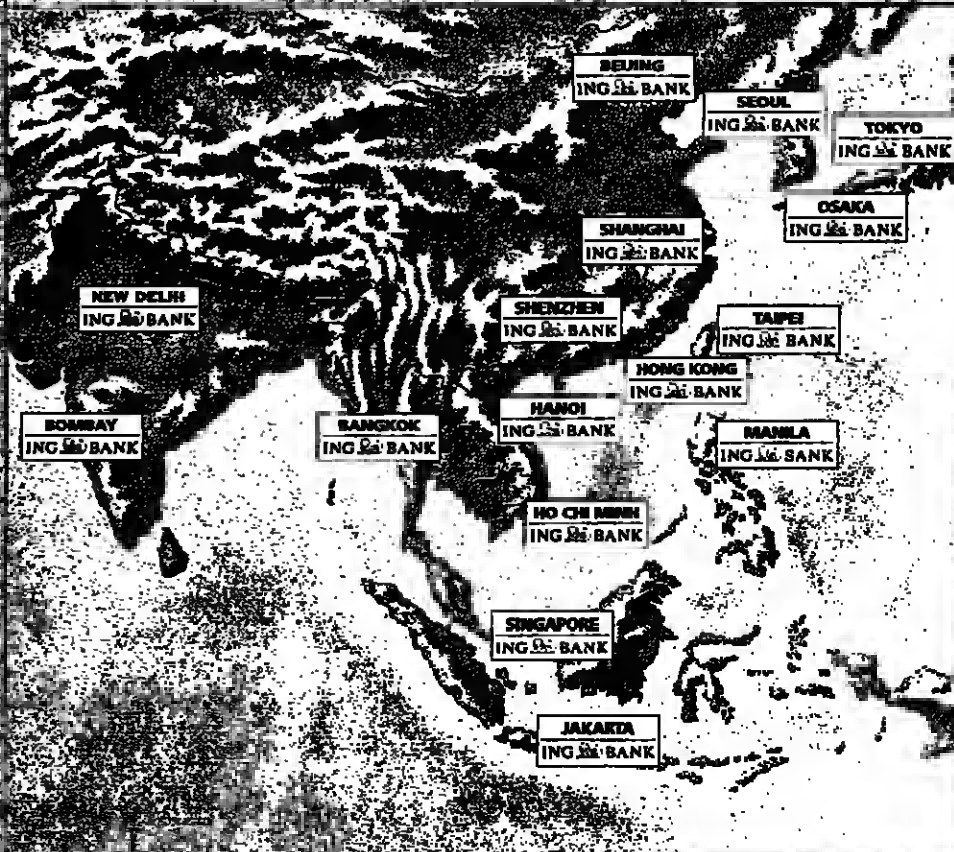 BEIJING
ING BANK
SEOUL
ING BANK
TOKYO
ING BANK
OSAKA
ING BANK
SHANGHAI
ING BANK
NEW DELHI
ING BANK
SHENZHEN
ING BANK
TAIPEI
ING BANK
HONG KONG
ING BANK
HANOI
ING BANK
BOMBAY
ING BANK
BANGKOK
ING BANK
MANILA
ING BANK
HO CHI MINH
ING BANK
SINGAPORE
ING BANK
JAKARTA
ING BANK